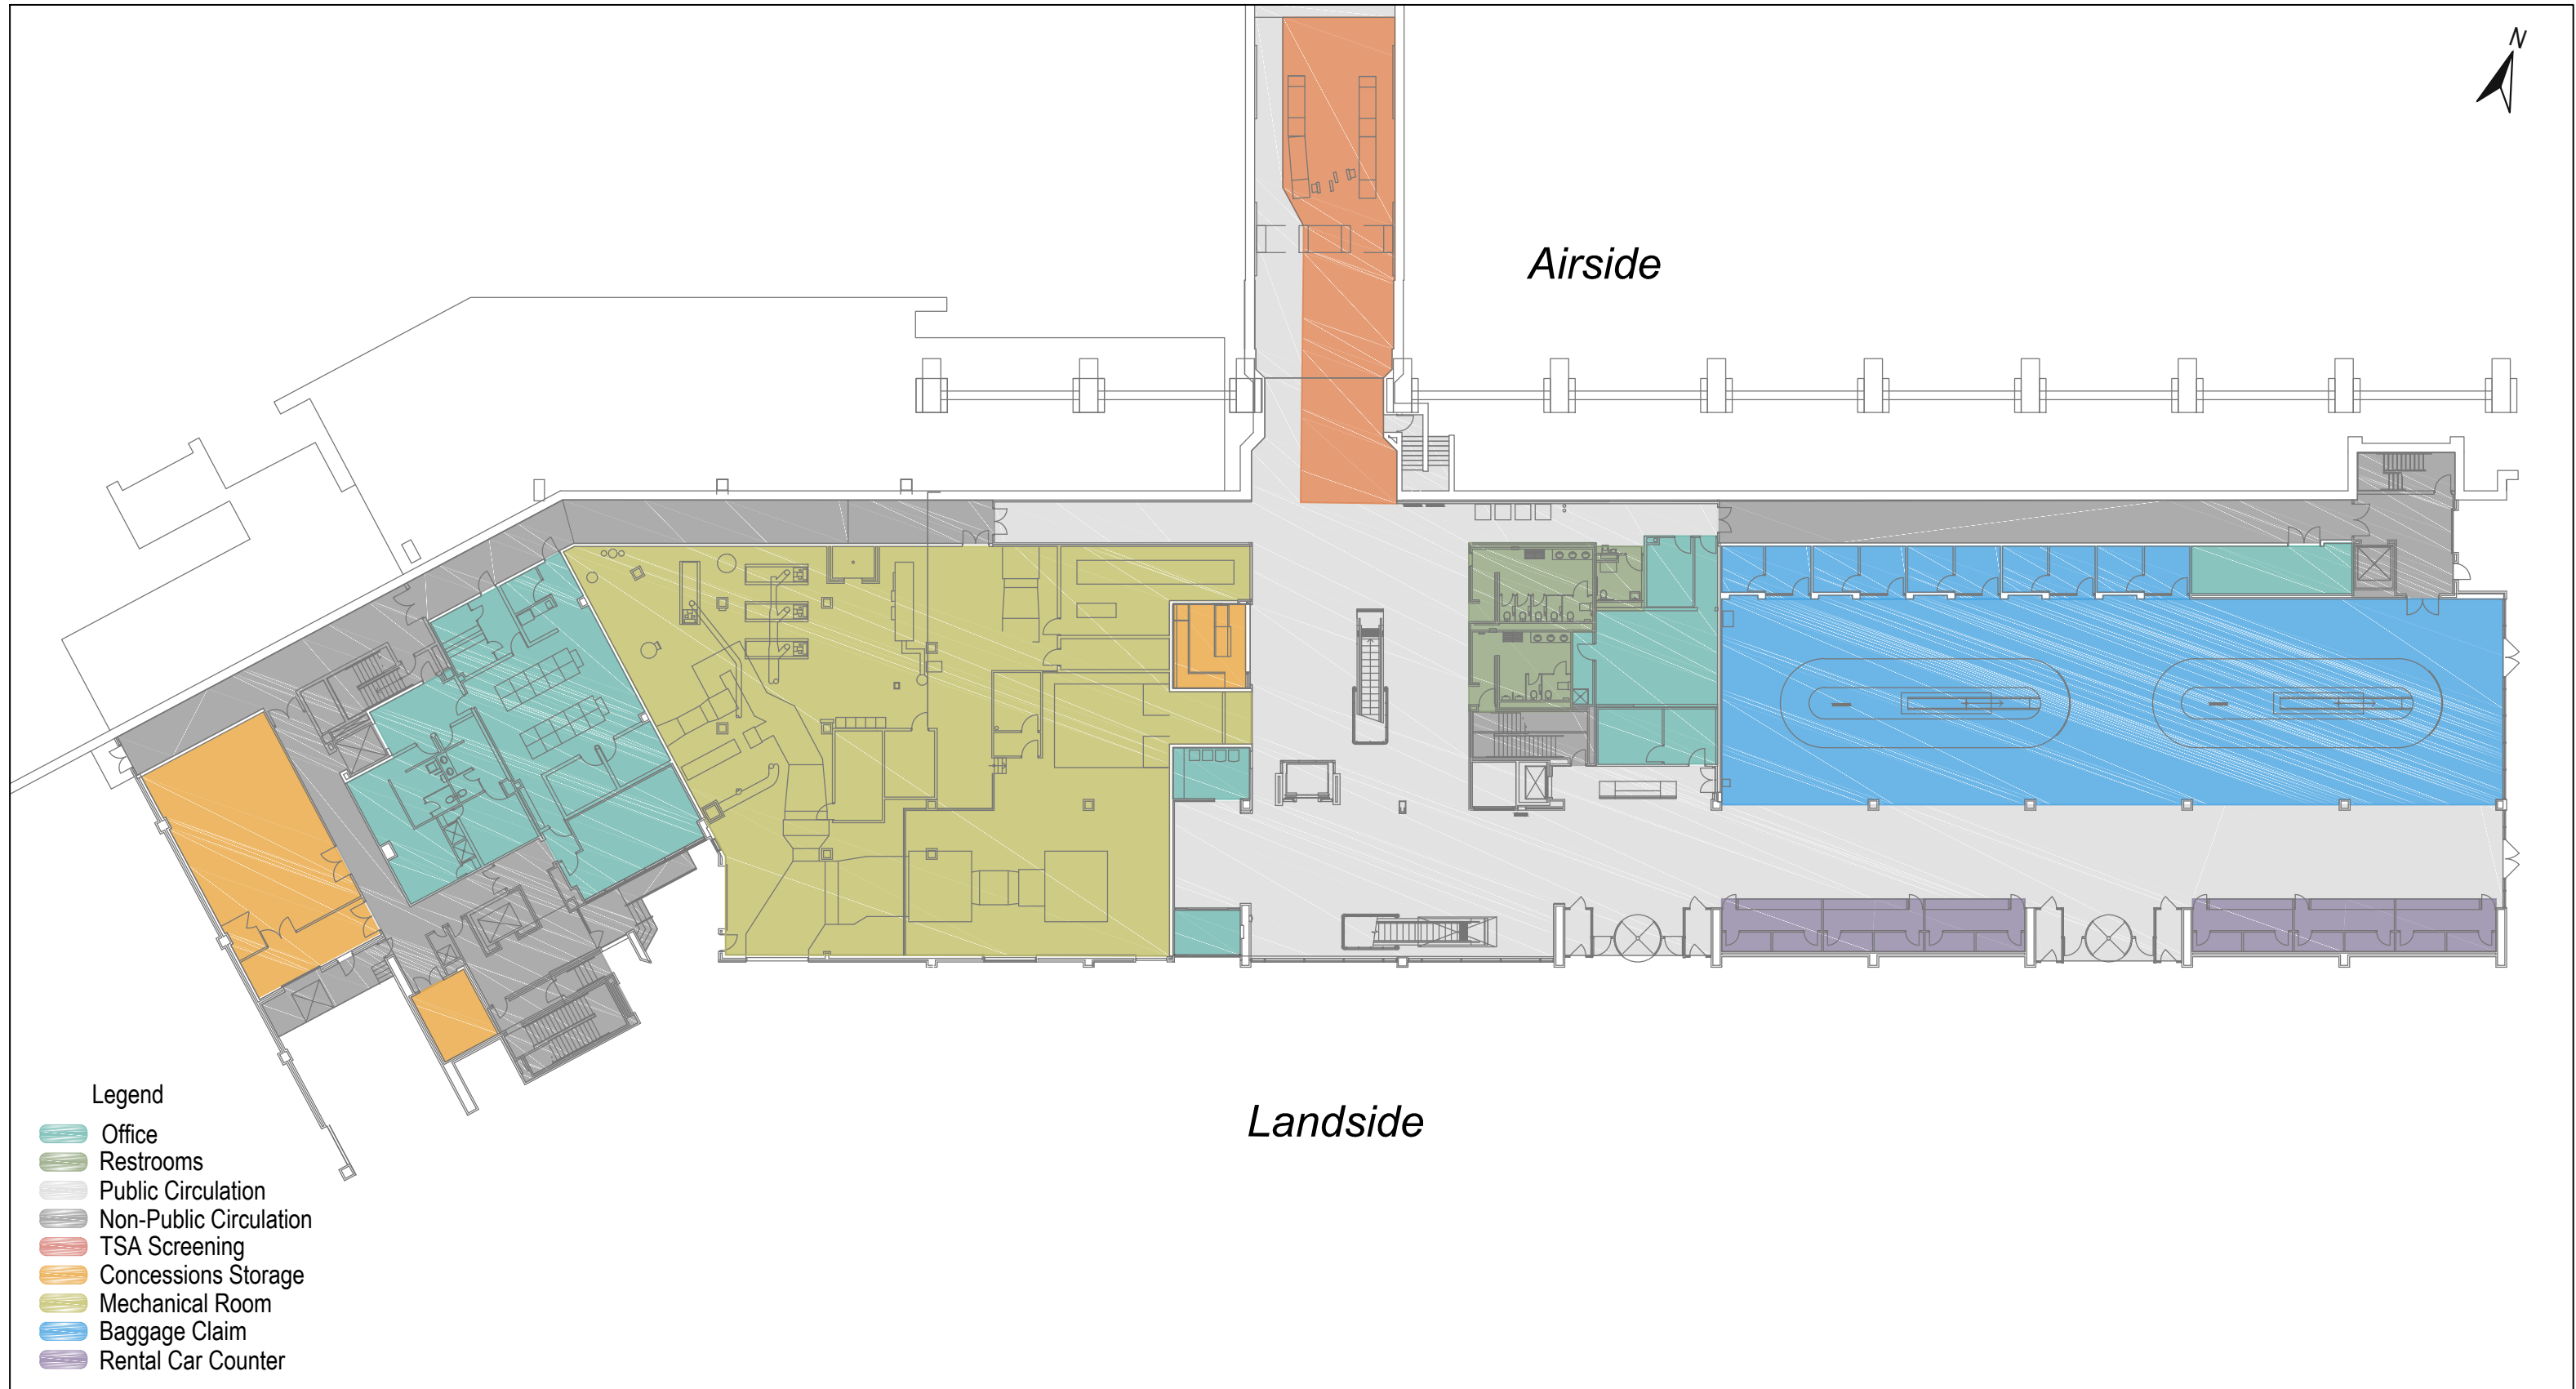 N
Airside
Landside
Legend
Office
Restrooms
Public Circulation
Non-Public Circulation
TSA Screening
Concessions Storage
Mechanical Room
Baggage Claim
Rental Car Counter